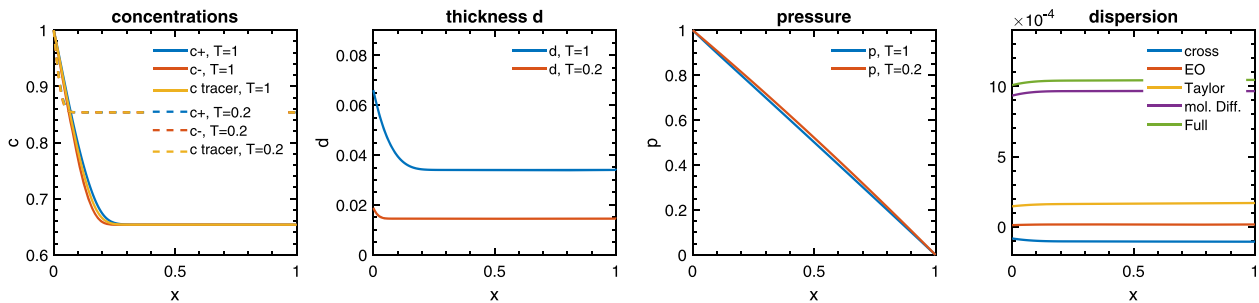 concentrations
c+, T=1
c-, T=1
c tracer, T=1
c+, T=0.2
c-, T=0.2
c tracer, T=0.2
1
0.9
0.8
0.7
0.6
c
0
0.5
1
x
thickness d
d, T=1
d, T=0.2
0.08
0.06
0.04
0.02
0
d
0
0.5
1
x
pressure
p, T=1
p, T=0.2
1
0.8
0.6
0.4
0.2
0
p
0
0.5
1
x
dispersion
×10⁻⁴
cross
EO
Taylor
mol. Diff.
Full
10
5
0
0
0.5
1
x